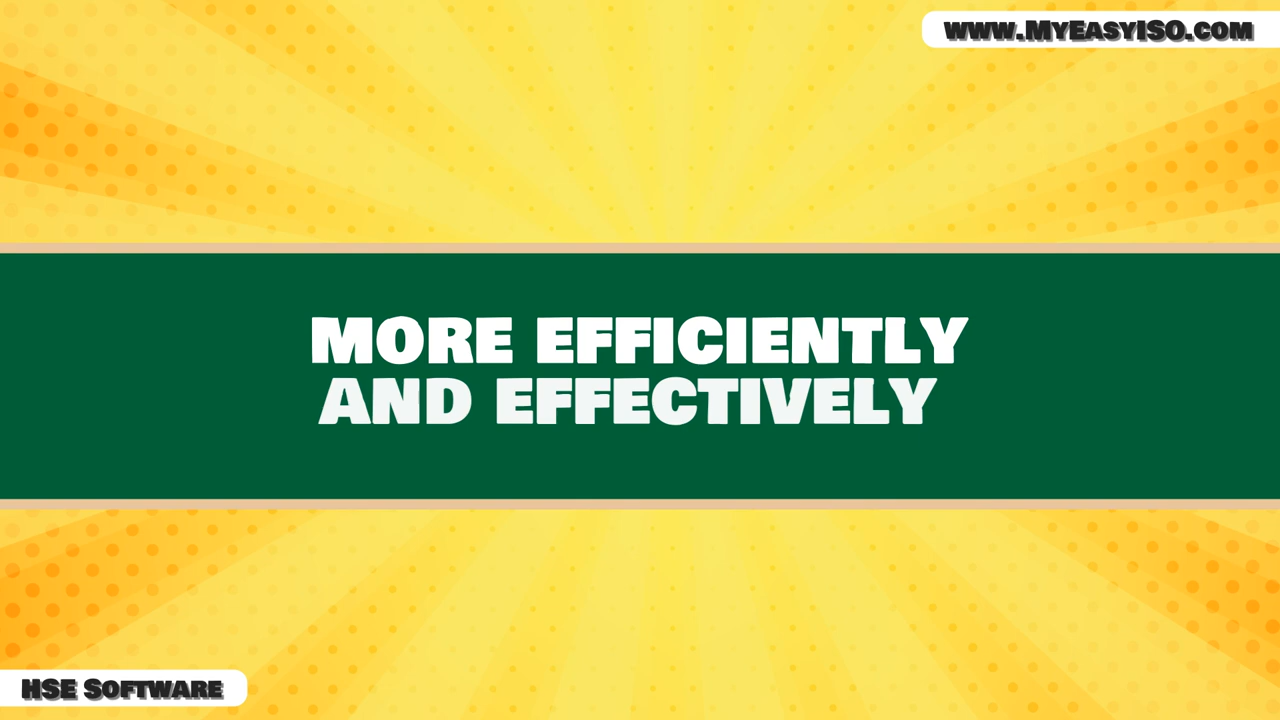 www.MyEasyISO.com
MORE EFFICIENTLY
AND EFFECTIVELY
HSE Software